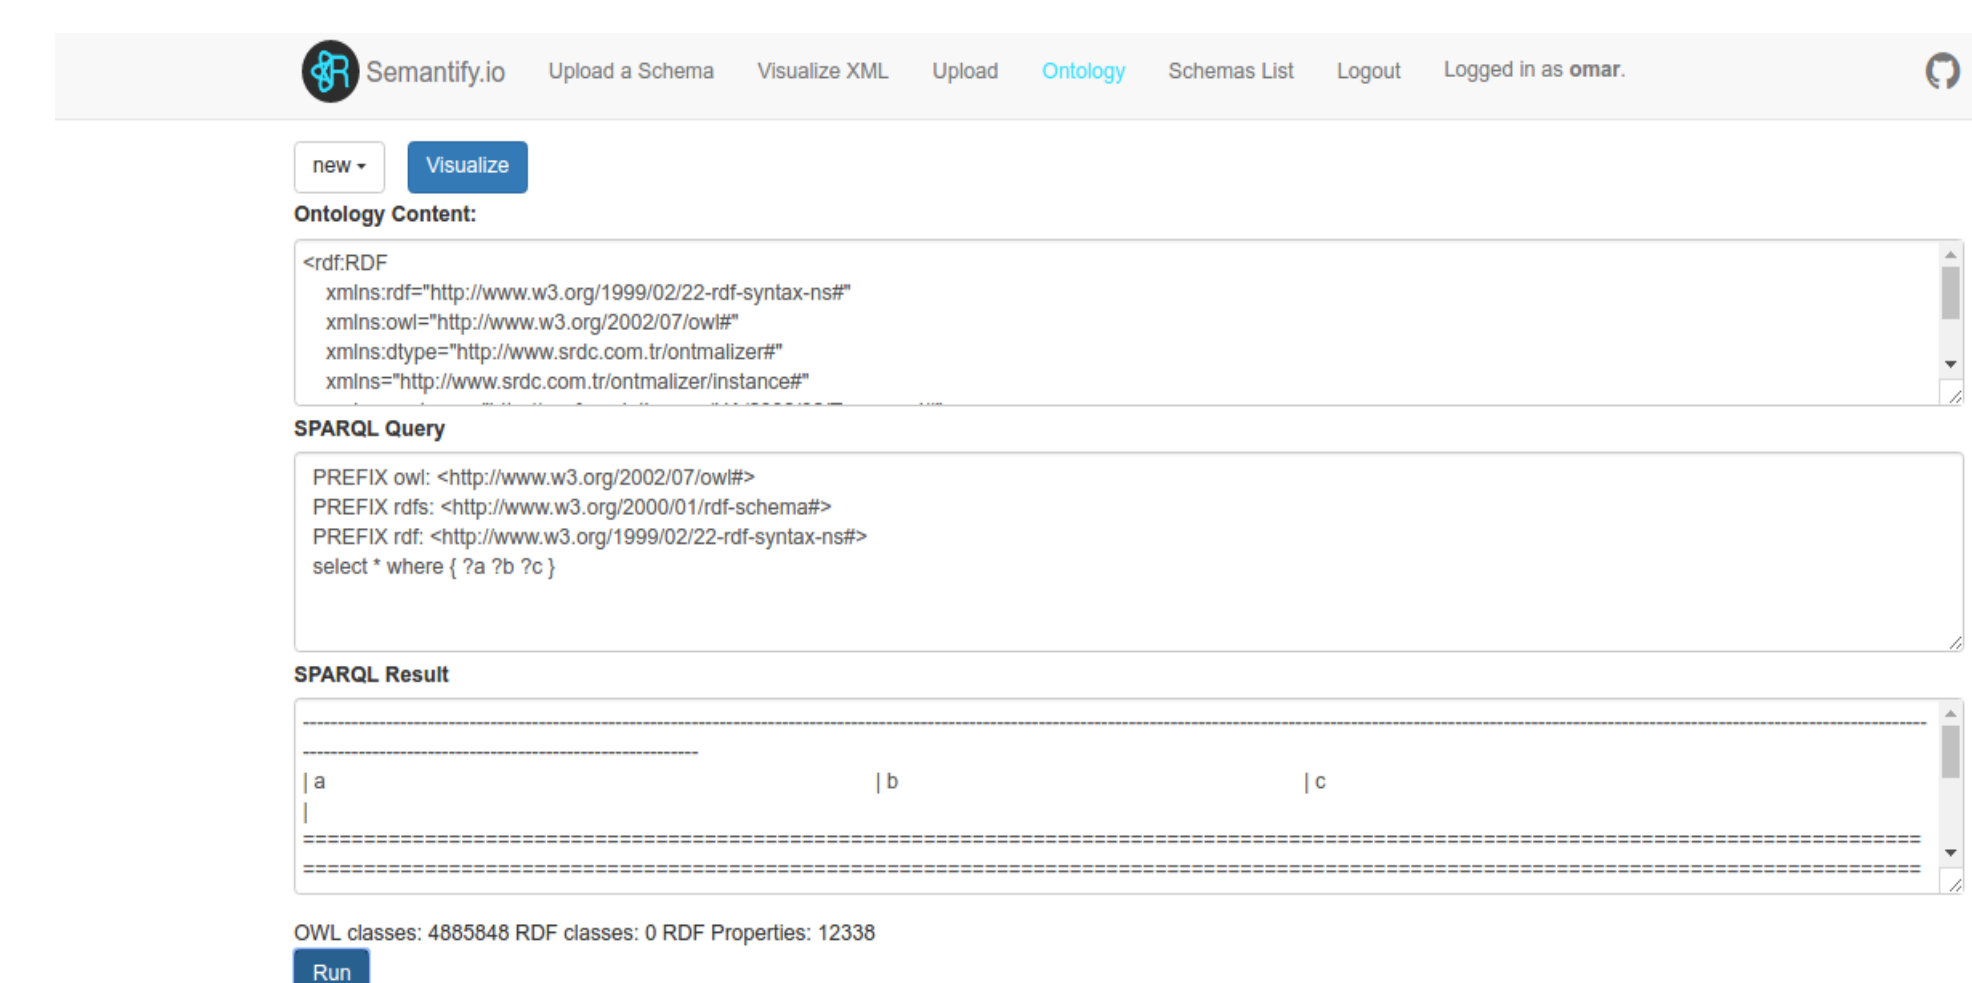 Semantify.io Upload a Schema Visualize XML Upload Ontology Schemas List Logout Logged in as omar.
new Visualize
Ontology Content:
<rdf:RDF
xmlns:rdf="http://www.w3.org/1999/02/22-rdf-syntax-ns#"
xmlns:owl="http://www.w3.org/2002/07/owl#"
xmlns:dtype="http://www.srdc.com.tr/ontmalizer#"
xmlns="http://www.srdc.com.tr/ontmalizer/instance#"
SPARQL Query
PREFIX owl: <http://www.w3.org/2002/07/owl#>
PREFIX rdfs: <http://www.w3.org/2000/01/rdf-schema#>
PREFIX rdf: <http://www.w3.org/1999/02/22-rdf-syntax-ns#>
select * where { ?a ?b ?c }
SPARQL Result
| a | b | c
|
OWL classes: 4885848 RDF classes: 0 RDF Properties: 12338
Run